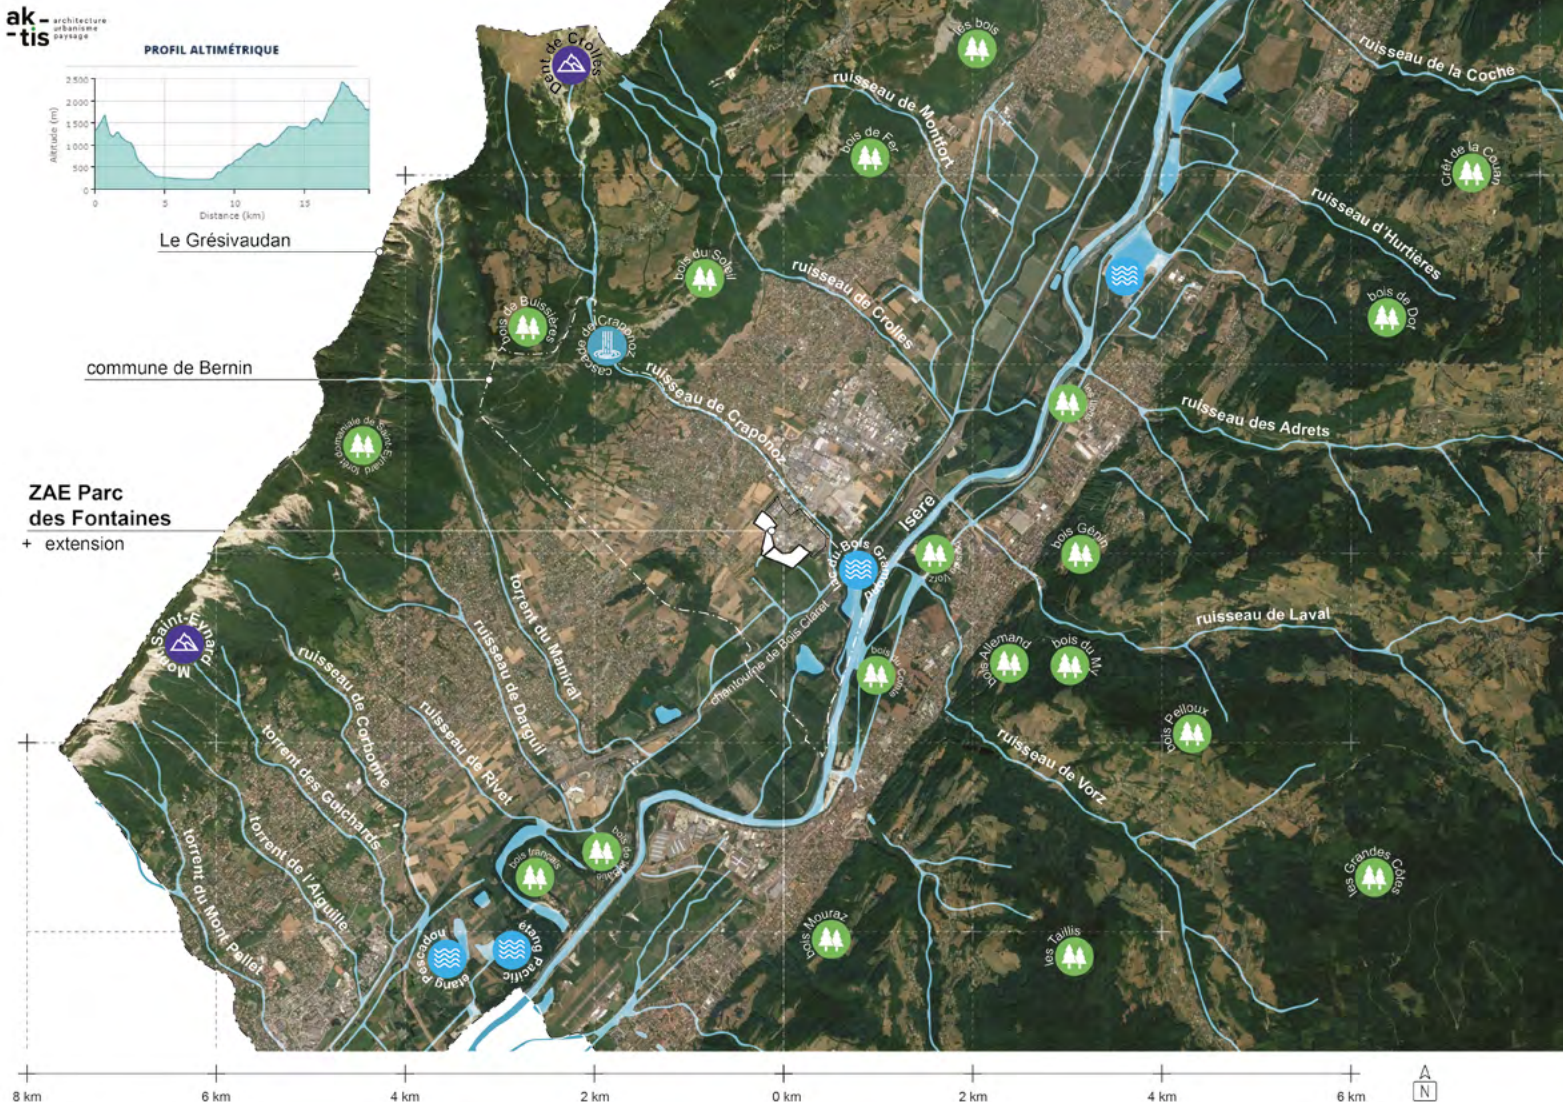 ak-
-tis
architecture
urbanisme
paysage
PROFIL ALTIMÉTRIQUE
2 500
2 000
1 500
1 000
500
0
Altitude (m)
0
5
10
15
Distance (km)
Le Grésivaudan
commune de Bernin
ZAE Parc
des Fontaines
+ extension
Dent de Crolles
les bois
ruisseau de la Coche
ruisseau de Monfort
bois de Fer
Crêt de la Couan
ruisseau d'Hurtières
bois du Soleil
ruisseau de Crolles
bois de Dor
bois de Buissières
cascade de Craponoz
ruisseau de Craponoz
ruisseau des Adrets
forêt domaniale de Saint-Eynard
Isère
bois Génin
lac du Bois Gramond
torrent du Manival
chantourne de Bois Claret
ruisseau de Laval
Mont Saint-Eynard
ruisseau de Corbonne
ruisseau de Darguil
bois Allemand
bois du My
bois Pelloux
ruisseau de Rivet
torrent des Guichards
ruisseau de Vorz
torrent de l'Aiguille
torrent du Mont Pellet
bois français
les Grandes Côtes
bois Mouraz
les Taillis
étang Pescadou
étang Pacific
8 km
6 km
4 km
2 km
0 km
2 km
4 km
6 km
N